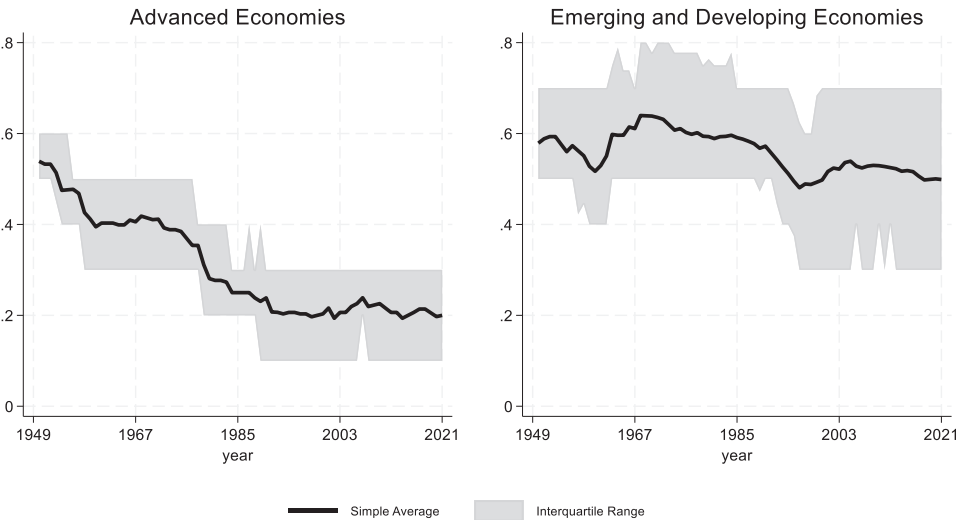 Advanced Economies
.8
.6
.4
.2
0
1949 1967 1985 2003 2021
year
Emerging and Developing Economies
.8
.6
.4
.2
0
1949 1967 1985 2003 2021
year
Simple Average Interquartile Range